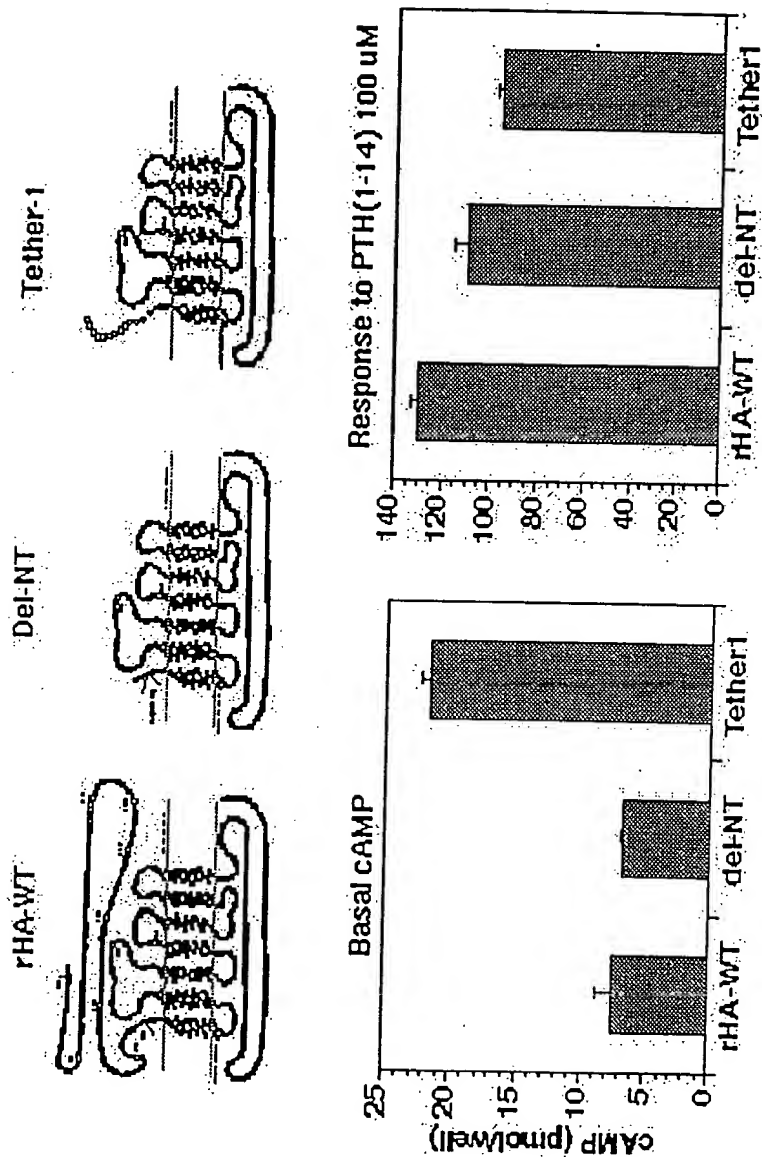 rHA-WT
Del-NT
Tether-1
Basal cAMP
cAMP (pmol/well)
25
20
15
10
5
0
rHA-WT
del-NT
Tether1
Response to PTH(1-14) 100 uM
140
120
100
80
60
40
20
0
rHA-WT
del-NT
Tether1